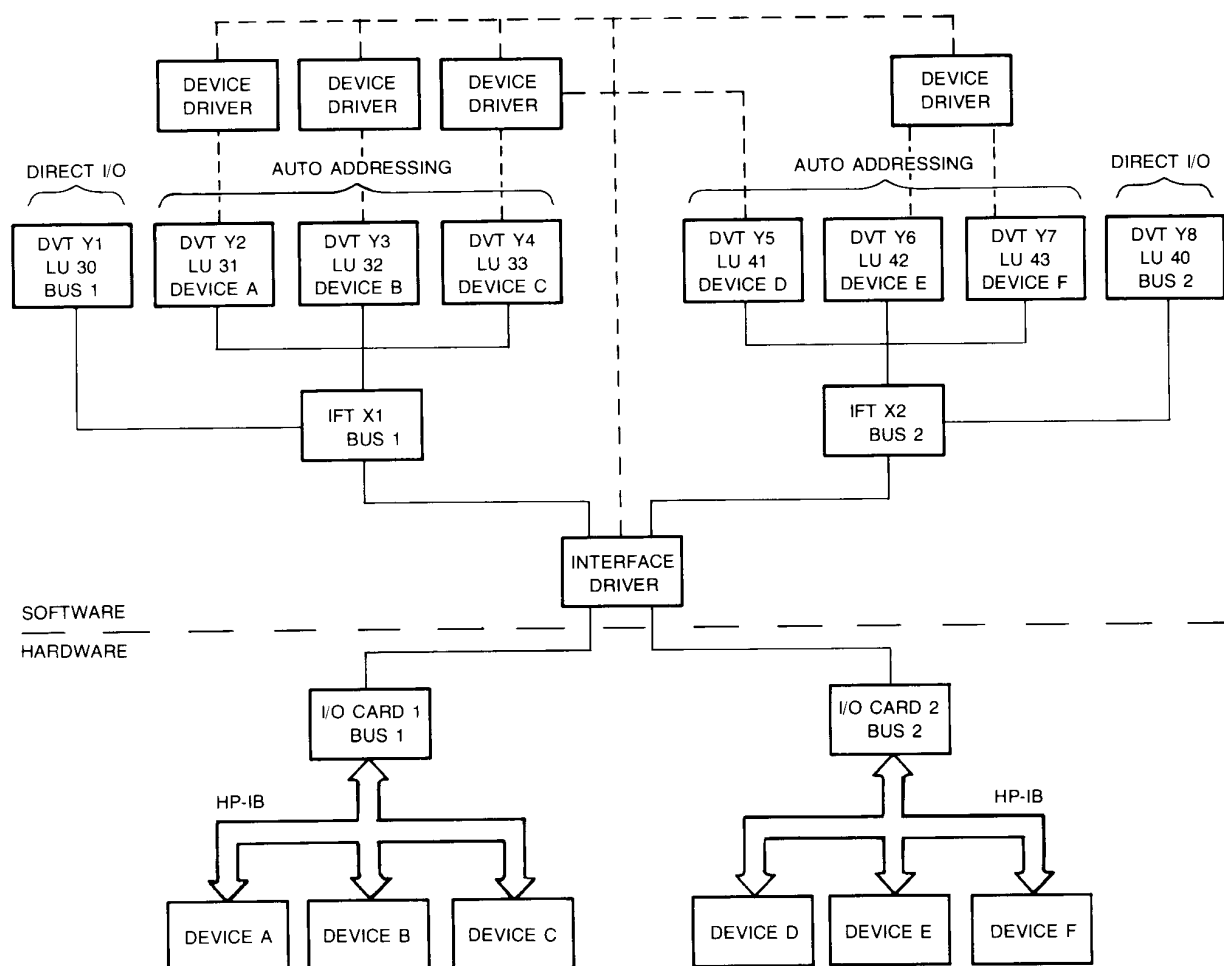 DEVICE
DRIVER
DEVICE
DRIVER
DEVICE
DRIVER
DEVICE
DRIVER
DIRECT I/O
AUTO ADDRESSING
AUTO ADDRESSING
DIRECT I/O
DVT Y1
LU 30
BUS 1
DVT Y2
LU 31
DEVICE A
DVT Y3
LU 32
DEVICE B
DVT Y4
LU 33
DEVICE C
DVT Y5
LU 41
DEVICE D
DVT Y6
LU 42
DEVICE E
DVT Y7
LU 43
DEVICE F
DVT Y8
LU 40
BUS 2
IFT X1
BUS 1
IFT X2
BUS 2
INTERFACE
DRIVER
SOFTWARE
HARDWARE
I/O CARD 1
BUS 1
I/O CARD 2
BUS 2
HP-IB
HP-IB
DEVICE A
DEVICE B
DEVICE C
DEVICE D
DEVICE E
DEVICE F